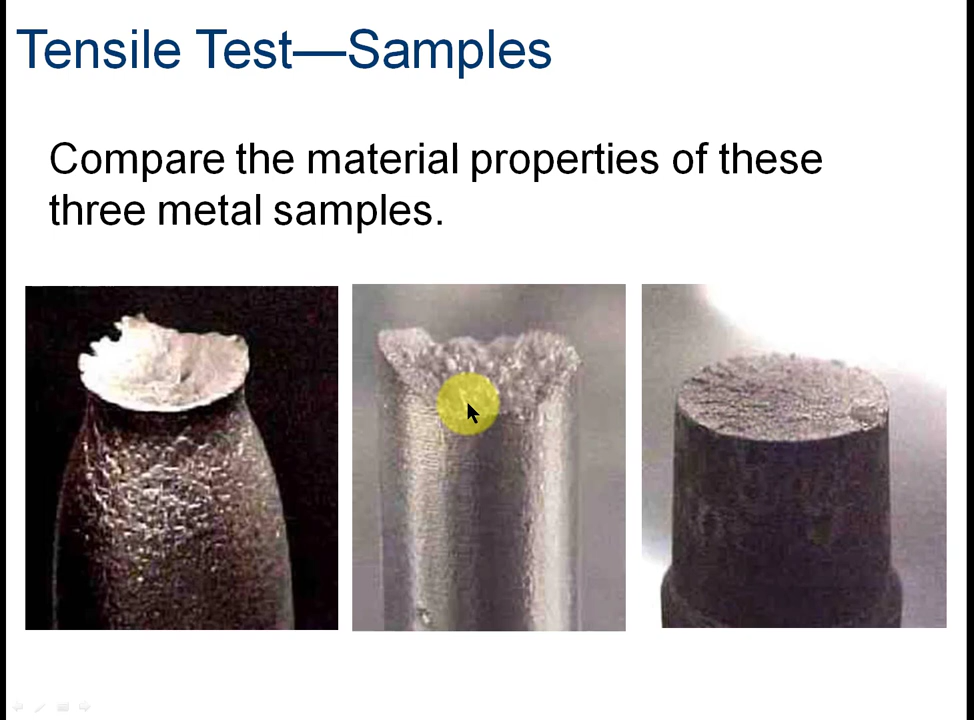 Tensile Test—Samples
Compare the material properties of these
three metal samples.